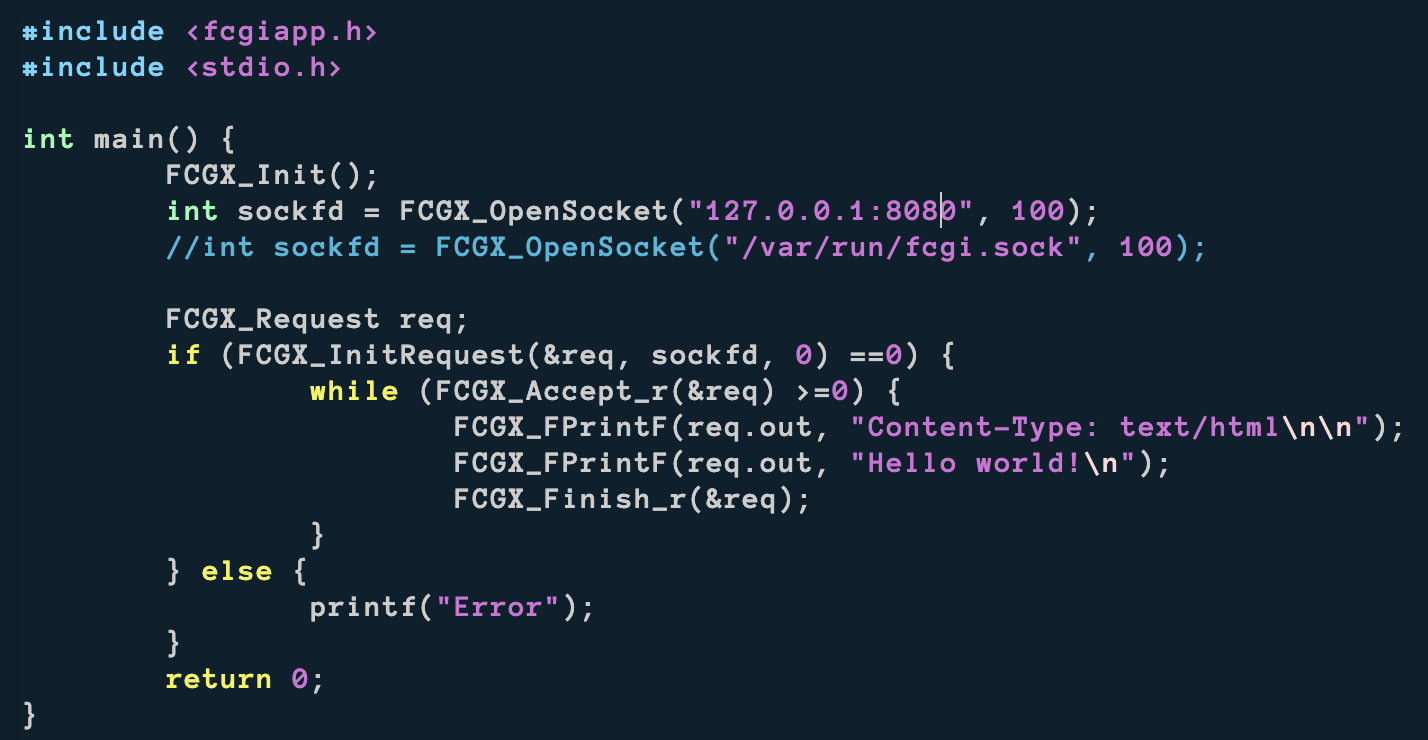 #include <fcgiapp.h>
#include <stdio.h>

int main() {
        FCGX_Init();
        int sockfd = FCGX_OpenSocket("127.0.0.1:8080", 100);
        //int sockfd = FCGX_OpenSocket("/var/run/fcgi.sock", 100);

        FCGX_Request req;
        if (FCGX_InitRequest(&req, sockfd, 0) ==0) {
                while (FCGX_Accept_r(&req) >=0) {
                        FCGX_FPrintF(req.out, "Content-Type: text/html\n\n");
                        FCGX_FPrintF(req.out, "Hello world!\n");
                        FCGX_Finish_r(&req);
                }
        } else {
                printf("Error");
        }
        return 0;
}